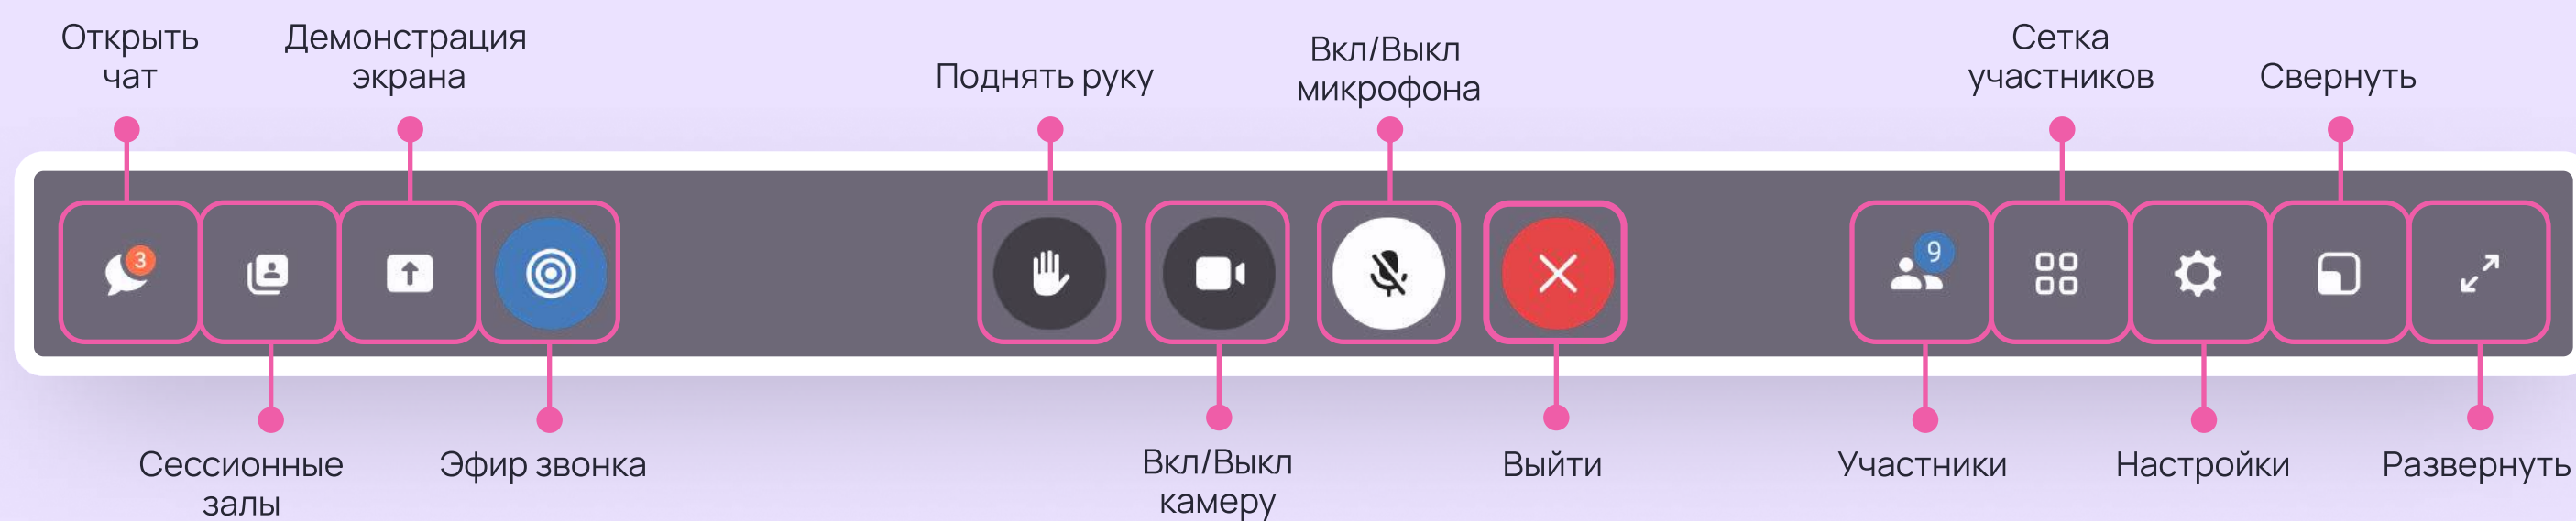 Открыть
чат
Демонстрация
экрана
Поднять руку
Вкл/Выкл
микрофона
Сетка
участников
Свернуть
3
9
Сессионные
залы
Эфир звонка
Вкл/Выкл
камеру
Выйти
Участники
Настройки
Развернуть